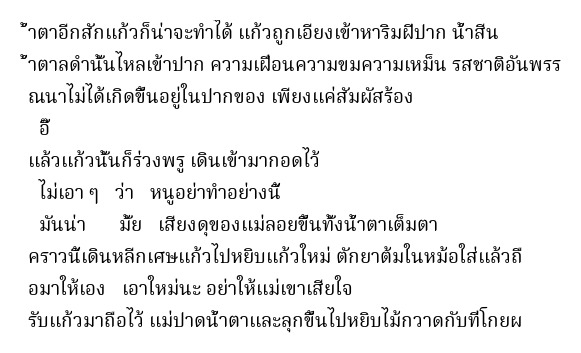 ้าตาอีกสักแก้วก็น่าจะทำได้ แก้วถูกเอียงเข้าหาริมฝีปาก น้ำสีน
้าตาลดำนั้นไหลเข้าปาก ความเฝื่อนความขมความเหม็น รสชาติอันพรร
ณนาไม่ได้เกิดขึ้นอยู่ในปากของ เพียงแค่สัมผัสร้อง
อี๊
แล้วแก้วนั้นก็ร่วงพรู เดินเข้ามากอดไว้
ไม่เอา ๆ ว่า หนูอย่าทำอย่างนี้
มันน่า มั้ย เสียงดุของแม่ลอยขึ้นทั้งน้ำตาเต็มตา
คราวนี้เดินหลีกเศษแก้วไปหยิบแก้วใหม่ ตักยาต้มในหม้อใส่แล้วถื
อมาให้เอง เอาใหม่นะ อย่าให้แม่เขาเสียใจ
รับแก้วมาถือไว้ แม่ปาดน้ำตาและลุกขึ้นไปหยิบไม้กวาดกับที่โกยผ